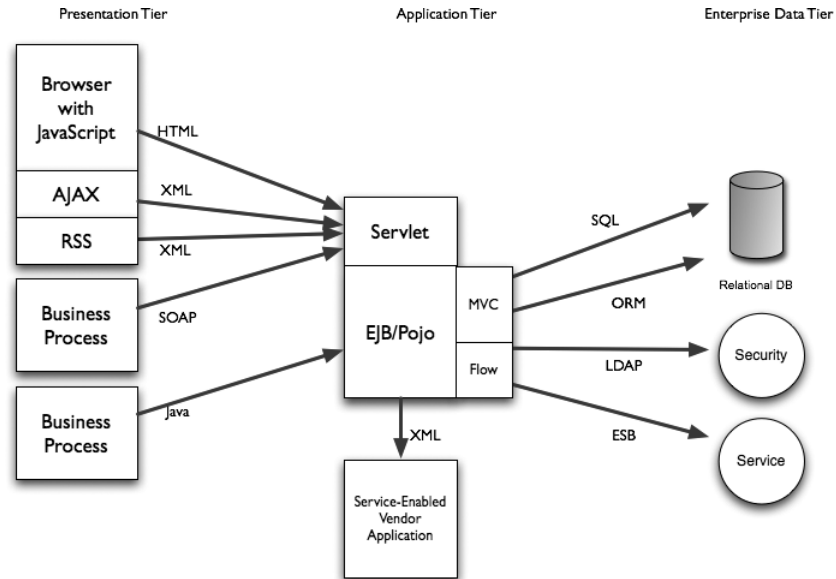 Presentation Tier
Application Tier
Enterprise Data Tier
Browser
with
JavaScript
AJAX
RSS
Business
Process
Business
Process
HTML
XML
XML
SOAP
Java
Servlet
EJB/Pojo
MVC
Flow
XML
Service-Enabled
Vendor
Application
SQL
ORM
LDAP
ESB
Relational DB
Security
Service